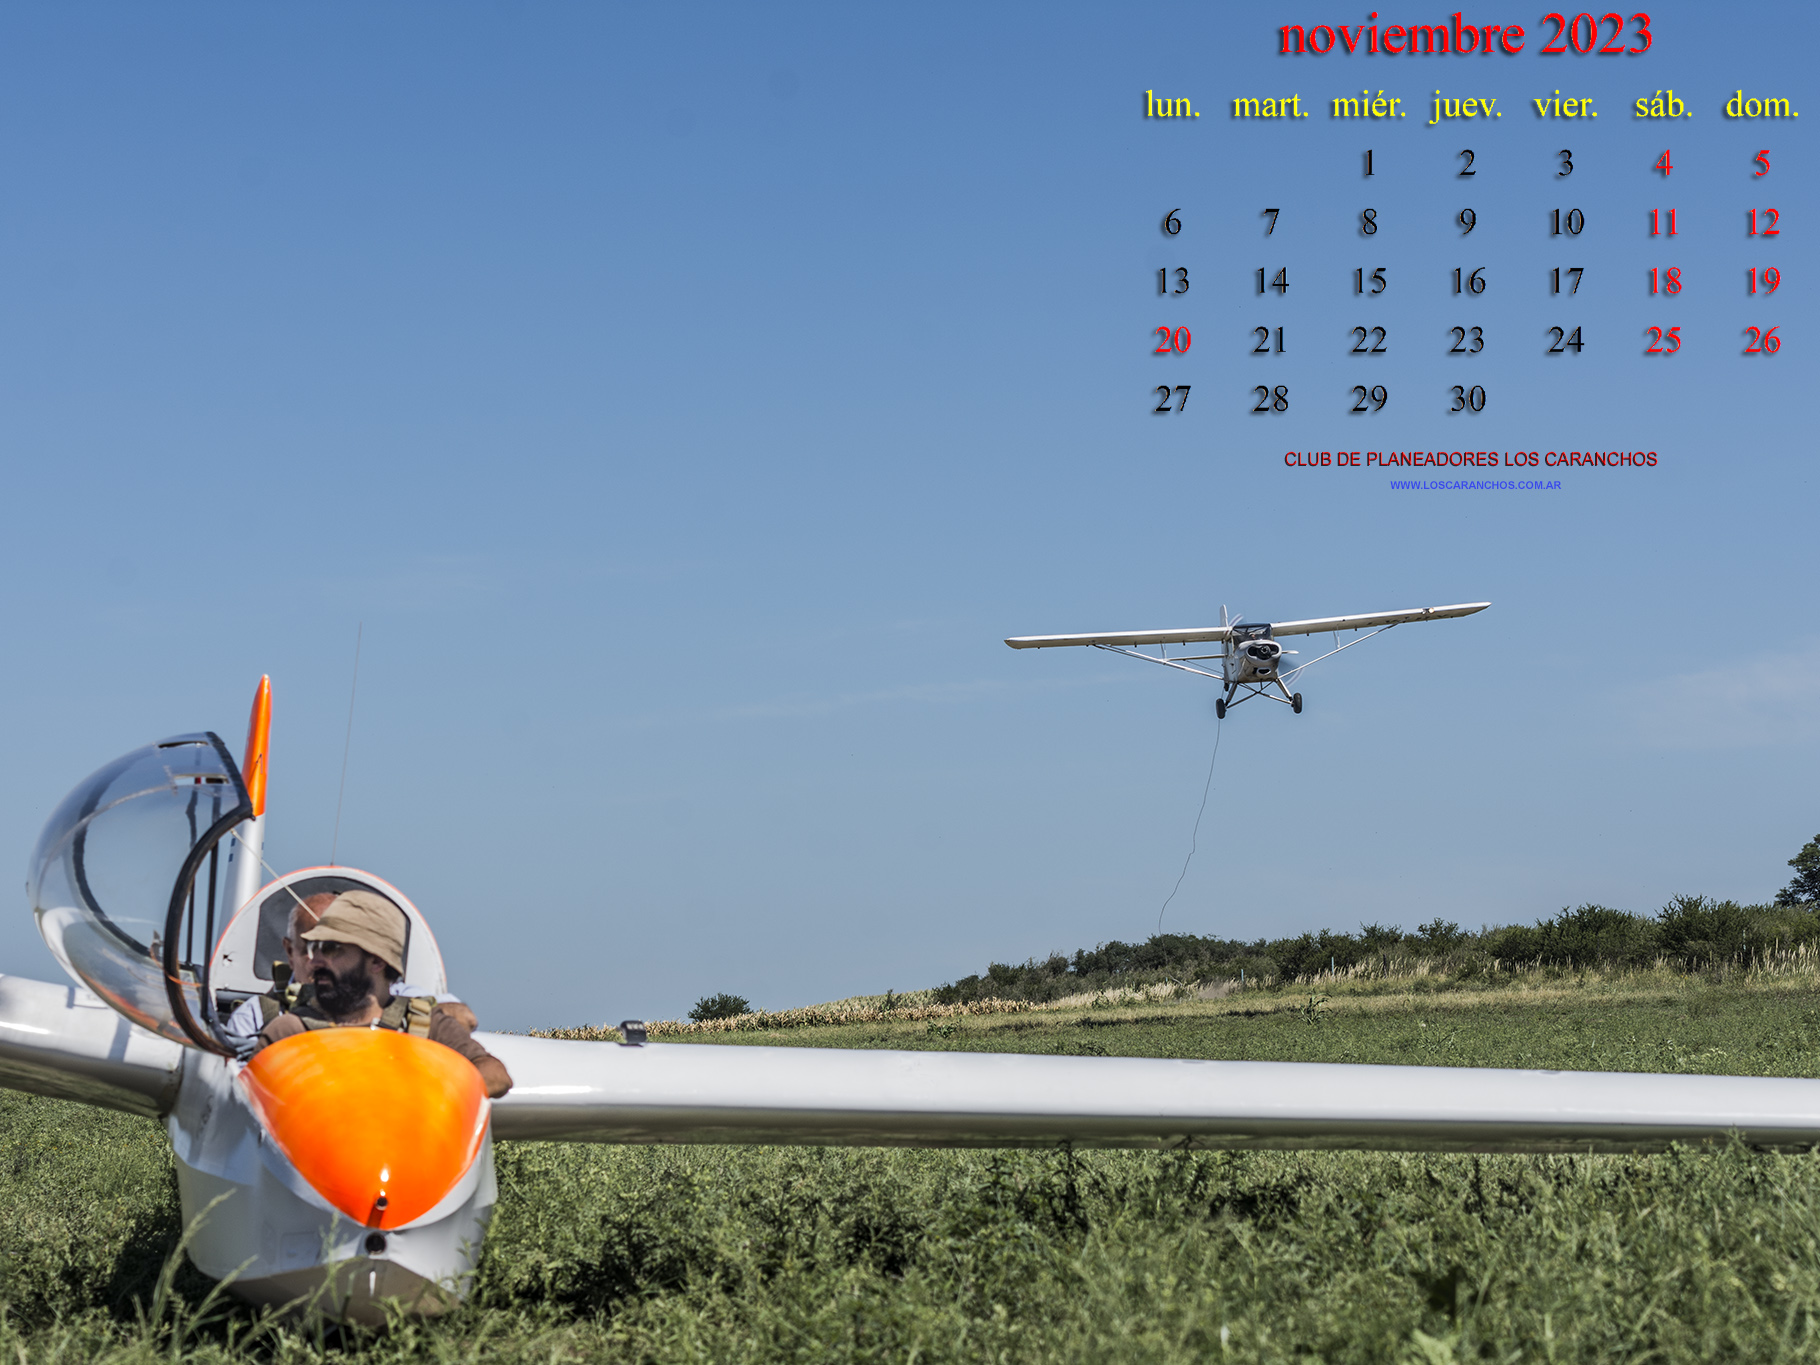 noviembre 2023
lun. mart. miér. juev. vier. sáb. dom.
1 2 3 4 5
6 7 8 9 10 11 12
13 14 15 16 17 18 19
20 21 22 23 24 25 26
27 28 29 30
CLUB DE PLANEADORES LOS CARANCHOS
WWW.LOSCARANCHOS.COM.AR